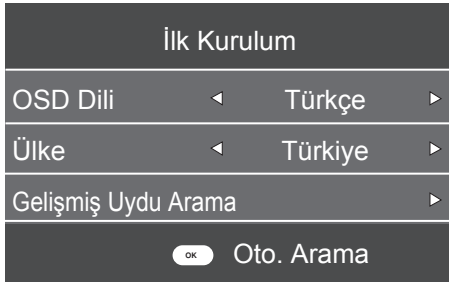 İlk Kurulum
OSD Dili Türkçe
Ülke Türkiye
Gelişmiş Uydu Arama
OK Oto. Arama